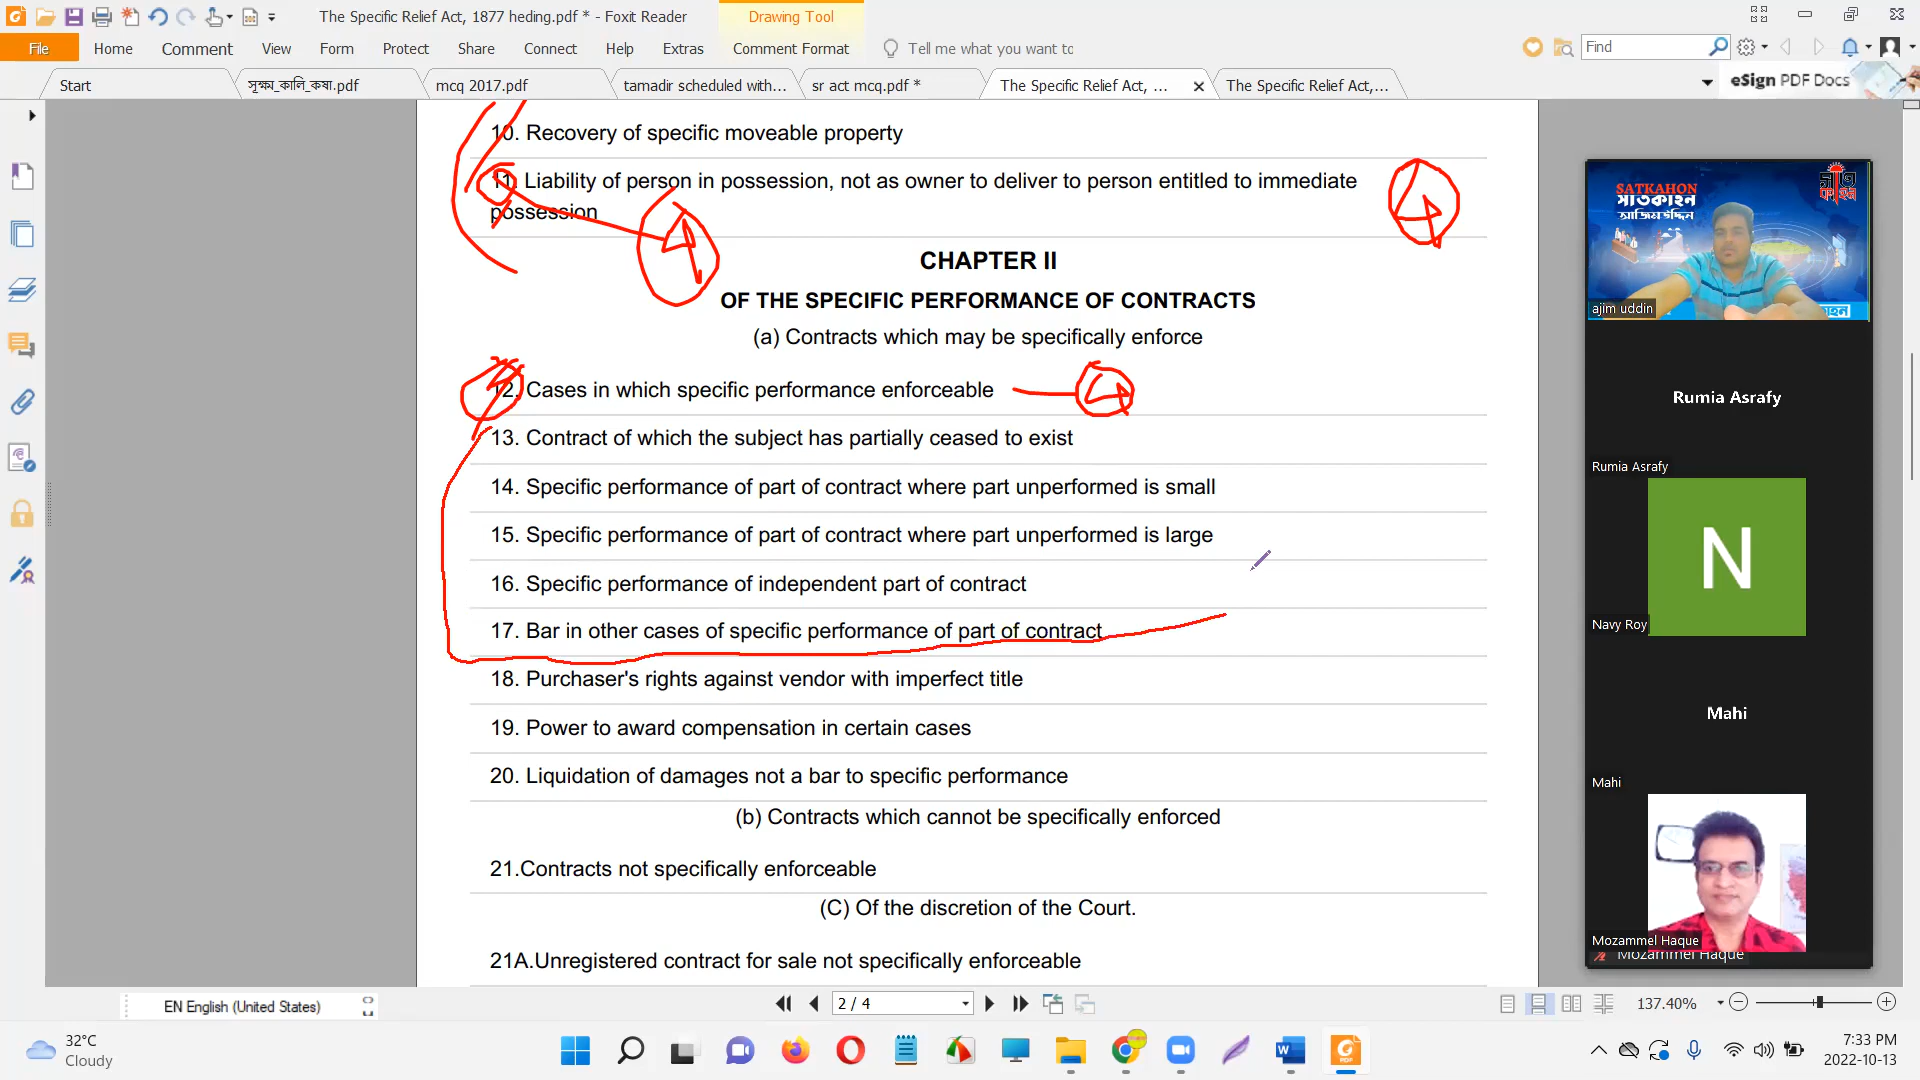 The Specific Relief Act, 1877 heding.pdf * - Foxit Reader
Drawing Tool
File
Home
Comment
View
Form
Protect
Share
Connect
Help
Extras
Comment Format
Tell me what you want to
Find
Start
সূক্ষ্ম_কালি_কষা.pdf
mcq 2017.pdf
tamadir scheduled with...
sr act mcq.pdf *
The Specific Relief Act, ...
The Specific Relief Act,...
eSign PDF Docs
10. Recovery of specific moveable property
11. Liability of person in possession, not as owner to deliver to person entitled to immediate
possession
CHAPTER II
OF THE SPECIFIC PERFORMANCE OF CONTRACTS
(a) Contracts which may be specifically enforce
12. Cases in which specific performance enforceable
13. Contract of which the subject has partially ceased to exist
14. Specific performance of part of contract where part unperformed is small
15. Specific performance of part of contract where part unperformed is large
16. Specific performance of independent part of contract
17. Bar in other cases of specific performance of part of contract
18. Purchaser's rights against vendor with imperfect title
19. Power to award compensation in certain cases
20. Liquidation of damages not a bar to specific performance
(b) Contracts which cannot be specifically enforced
21.Contracts not specifically enforceable
(C) Of the discretion of the Court.
21A.Unregistered contract for sale not specifically enforceable
SATKAHON
সাতকাহন
আজিম উদ্দিন
ajim uddin
Rumia Asrafy
Rumia Asrafy
N
Navy Roy
Mahi
Mahi
Mozammel Haque
Mozammel Haque
EN English (United States)
2 / 4
137.40%
32°C
Cloudy
7:33 PM
2022-10-13